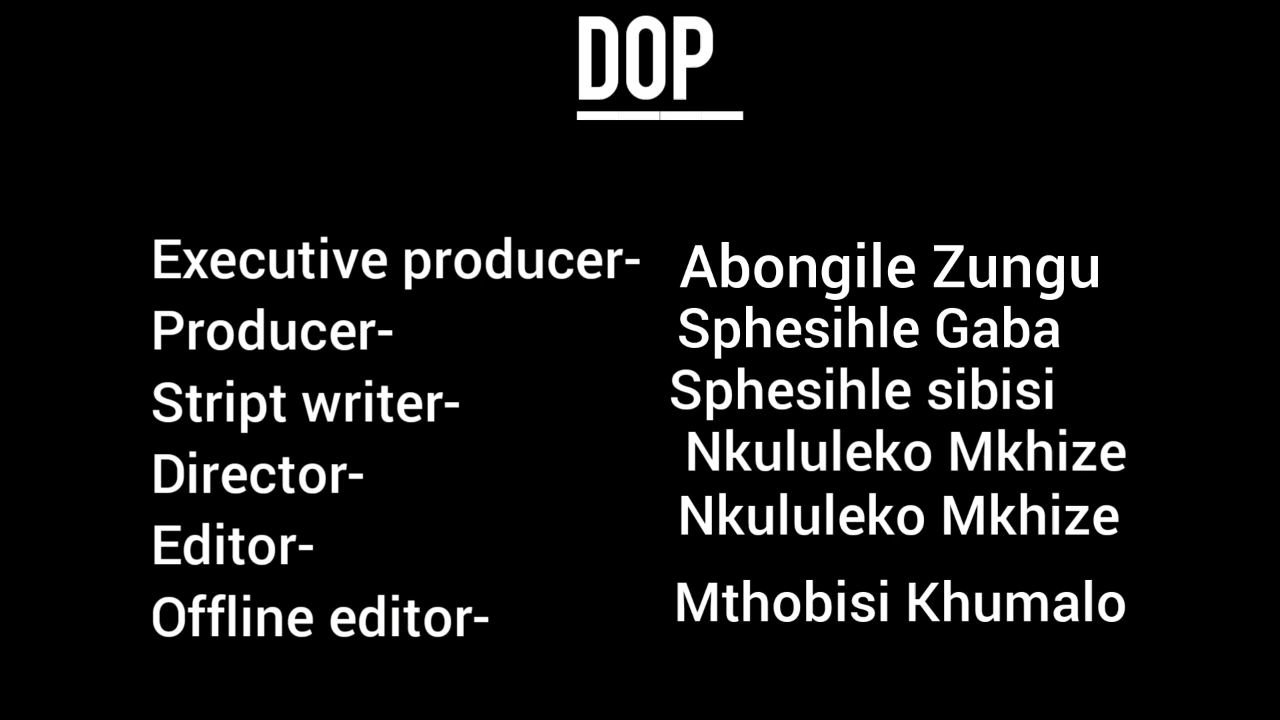 DOP
Executive producer- Abongile Zungu
Producer- Sphesihle Gaba
Stript writer- Sphesihle sibisi
Director- Nkululeko Mkhize
Editor- Nkululeko Mkhize
Offline editor- Mthobisi Khumalo